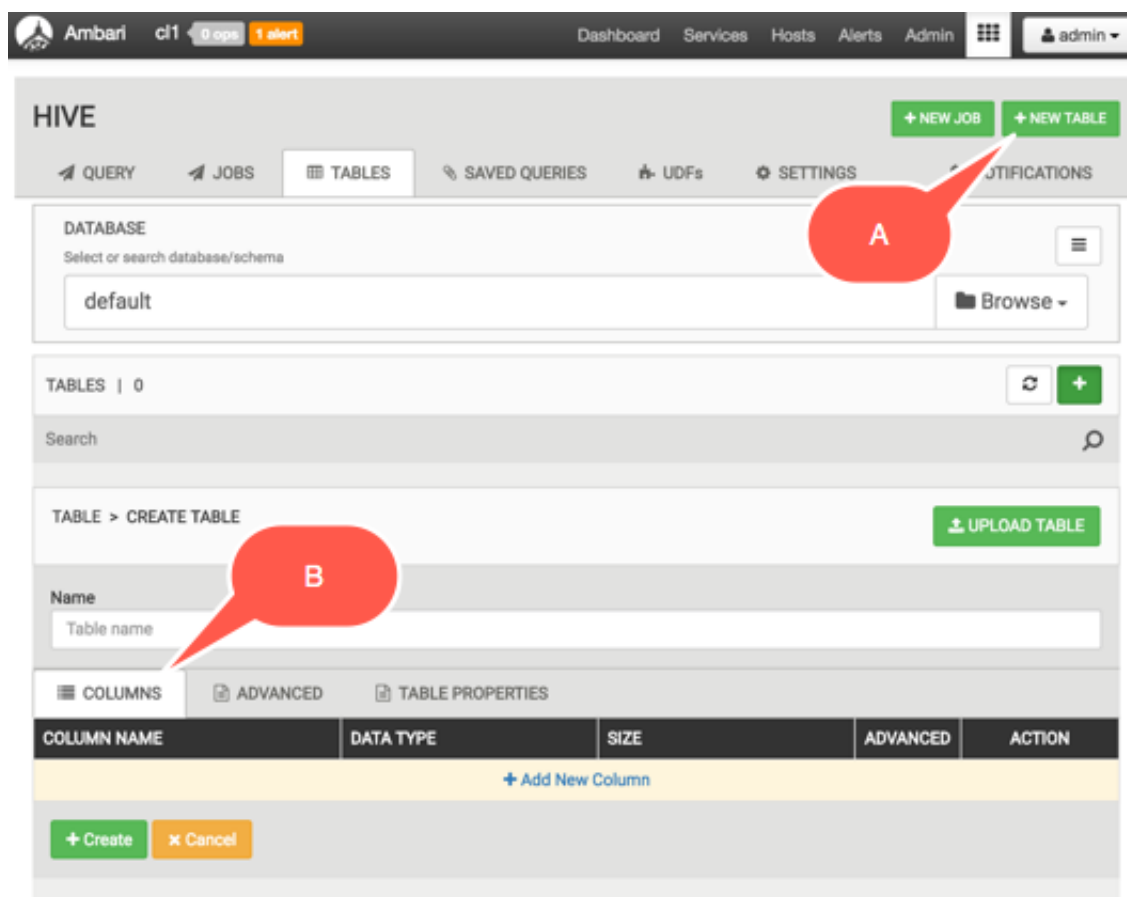 Ambari cl1 0 ops 1 alert Dashboard Services Hosts Alerts Admin admin
HIVE + NEW JOB + NEW TABLE
QUERY JOBS TABLES SAVED QUERIES UDFs SETTINGS OTIFICATIONS
DATABASE
A
Select or search database/schema
default Browse
TABLES | 0
Search
TABLE > CREATE TABLE UPLOAD TABLE
B
Name
Table name
COLUMNS ADVANCED TABLE PROPERTIES
COLUMN NAME DATA TYPE SIZE ADVANCED ACTION
+ Add New Column
+ Create × Cancel